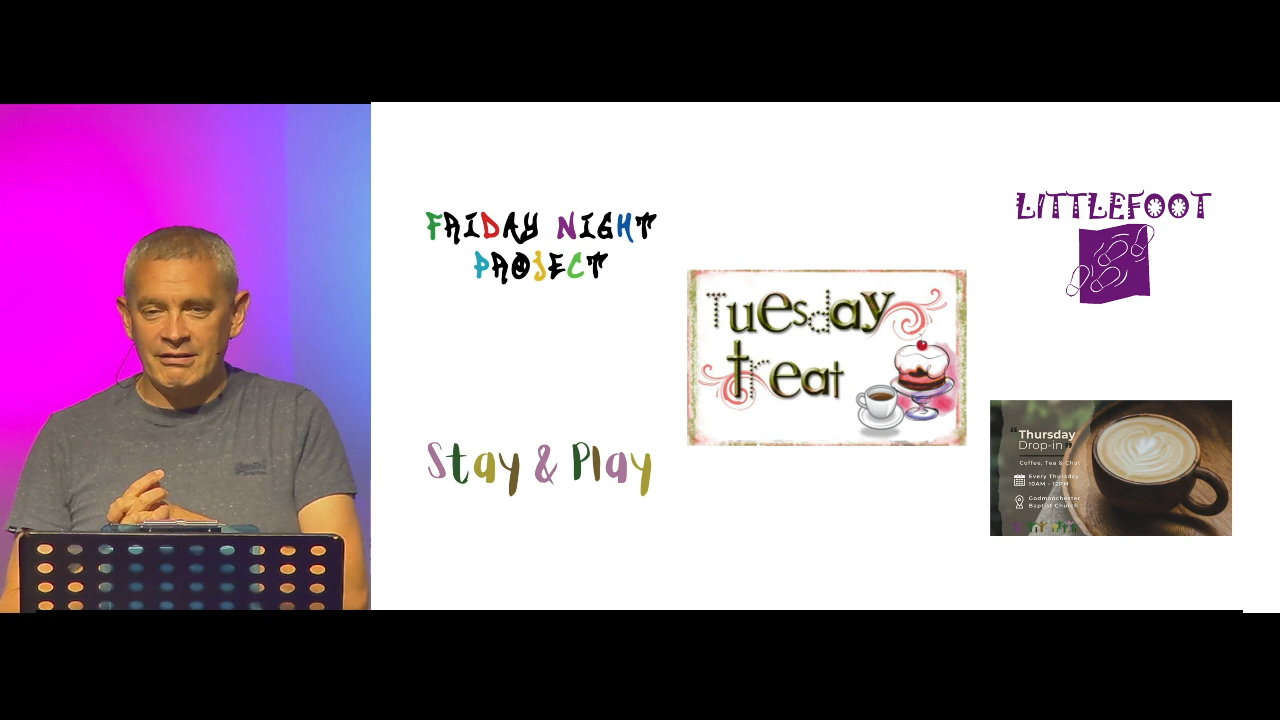 FRIDAY NIGHT
PROJECT
LITTLEFOOT
Tuesday
treat
Stay & Play
" Thursday
Drop-in "
Coffee, Tea & Chat
Every Thursday
10AM - 12PM
Godmanchester
Baptist Church